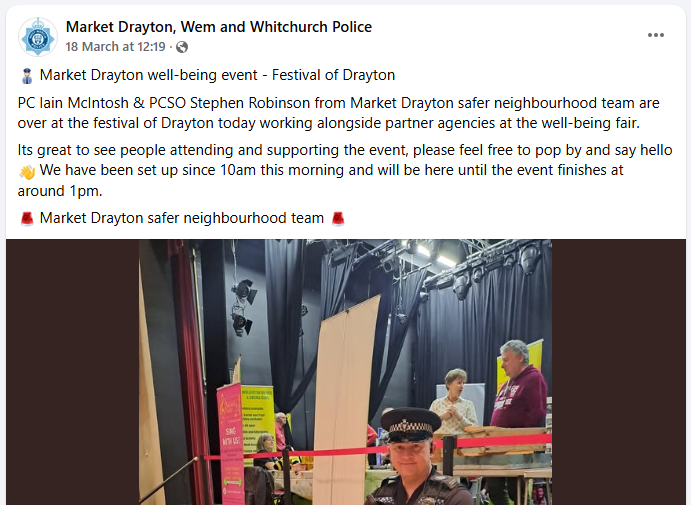 Market Drayton, Wem and Whitchurch Police
18 March at 12:19 ·
Market Drayton well-being event - Festival of Drayton
PC Iain McIntosh & PCSO Stephen Robinson from Market Drayton safer neighbourhood team are
over at the festival of Drayton today working alongside partner agencies at the well-being fair.
Its great to see people attending and supporting the event, please feel free to pop by and say hello
👋 We have been set up since 10am this morning and will be here until the event finishes at
around 1pm.
Market Drayton safer neighbourhood team
SING
WITH US!